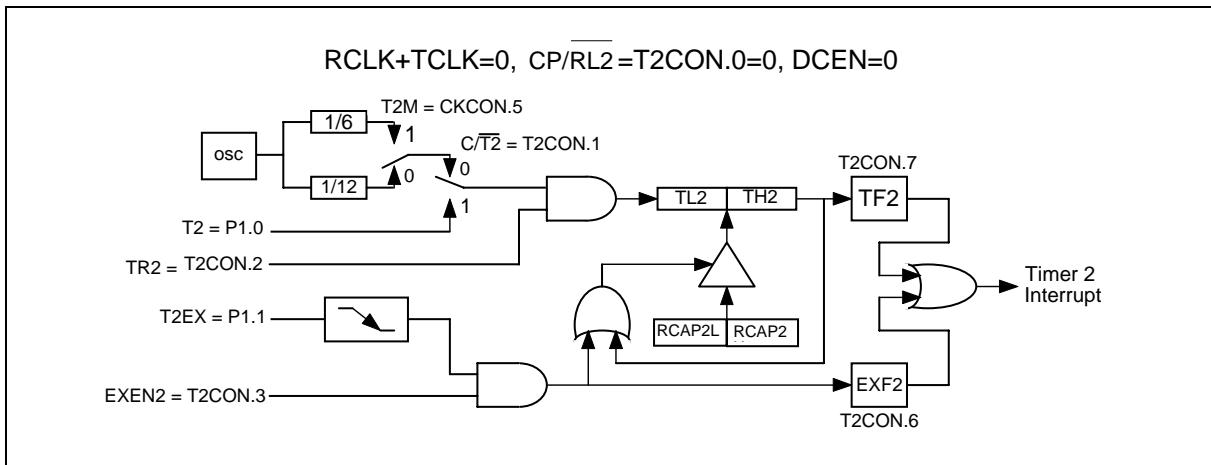 RCLK+TCLK=0, CP/RL2=T2CON.0=0, DCEN=0
T2M = CKCON.5
1/6
1
C/T2 = T2CON.1
osc
0
1/12
0
1
T2 = P1.0
TR2 = T2CON.2
TL2
TH2
T2CON.7
TF2
Timer 2
Interrupt
T2EX = P1.1
RCAP2L
RCAP2
EXEN2 = T2CON.3
EXF2
T2CON.6